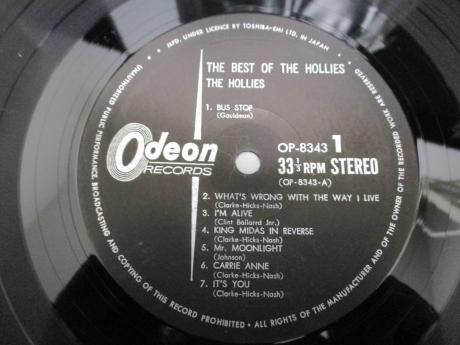 MFD. UNDER LICENCE BY TOSHIBA-EMI LTD. IN JAPAN
THE BEST OF THE HOLLIES
THE HOLLIES
1. BUS STOP
(Gouldman)
Odeon
RECORDS
OP-8343 1
33 1/3 RPM STEREO
(OP-8343-A)
2. WHAT'S WRONG WITH THE WAY I LIVE
(Clarke-Hicks-Nash)
3. I'M ALIVE
(Clint Ballard Jnr.)
4. KING MIDAS IN REVERSE
(Clarke-Hicks-Nash)
5. Mr. MOONLIGHT
(Johnson)
6. CARRIE ANNE
(Clarke-Hicks-Nash)
7. IT'S YOU
(Clarke-Hicks-Nash)
UNAUTHORIZED PUBLIC PERFORMANCE, BROADCASTING AND COPYING OF THIS RECORD PROHIBITED • ALL RIGHTS OF THE MANUFACTURER AND OF THE OWNER OF THE RECORDED WORK ARE RESERVED